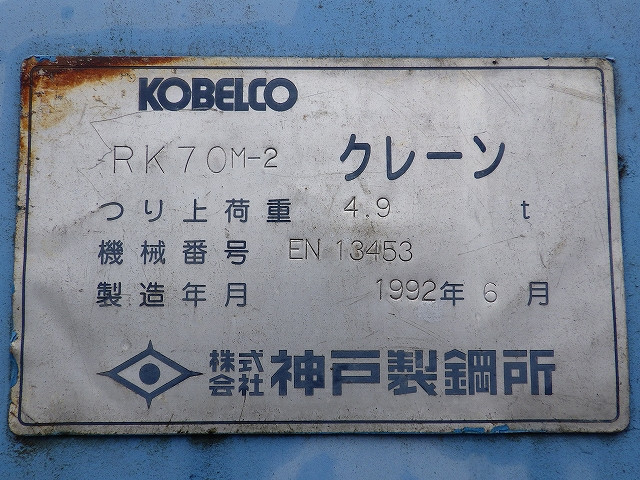 KOBELCO
RK70M-2 クレーン
つり上荷重 4.9 t
機械番号 EN 13453
製造年月 1992年 6 月
株式会社 神戸製鋼所